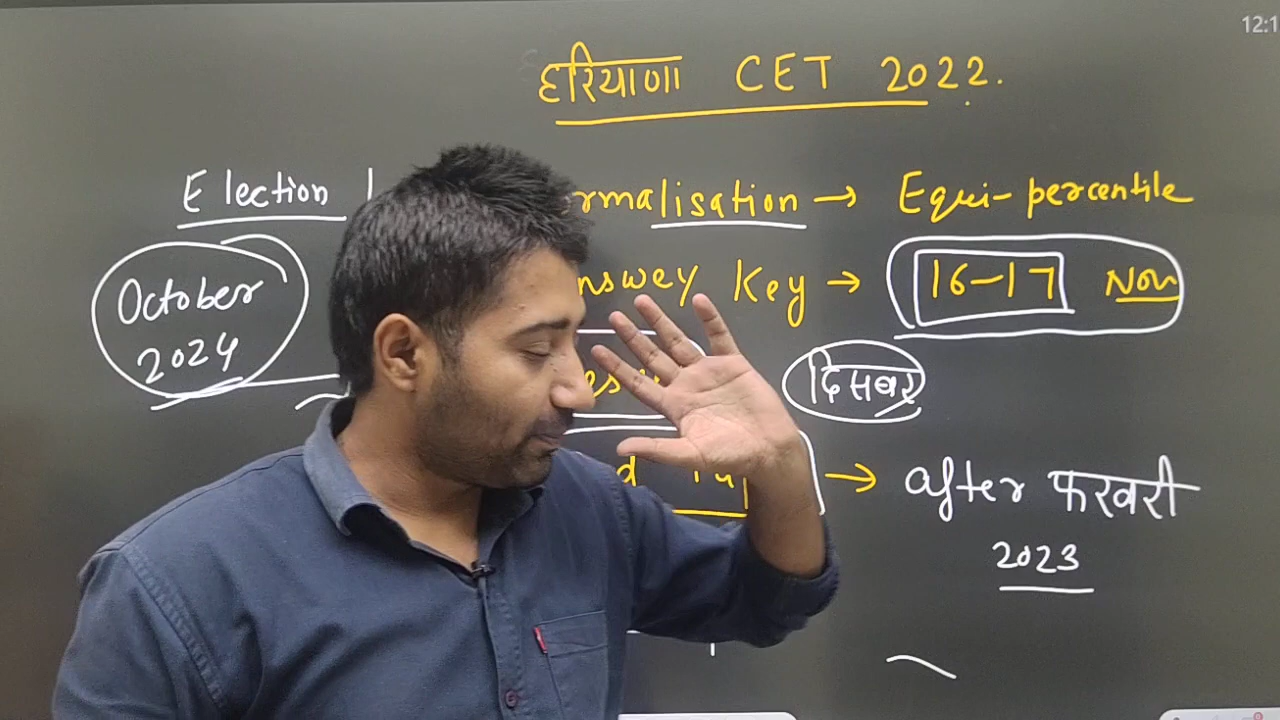 12:1
हरियाणा CET 2022.
Election
rmalisation → Equi-percentile
nswey Key → 16-17 Nov
October
2024
दिसबर
→ after फरवरी
2023